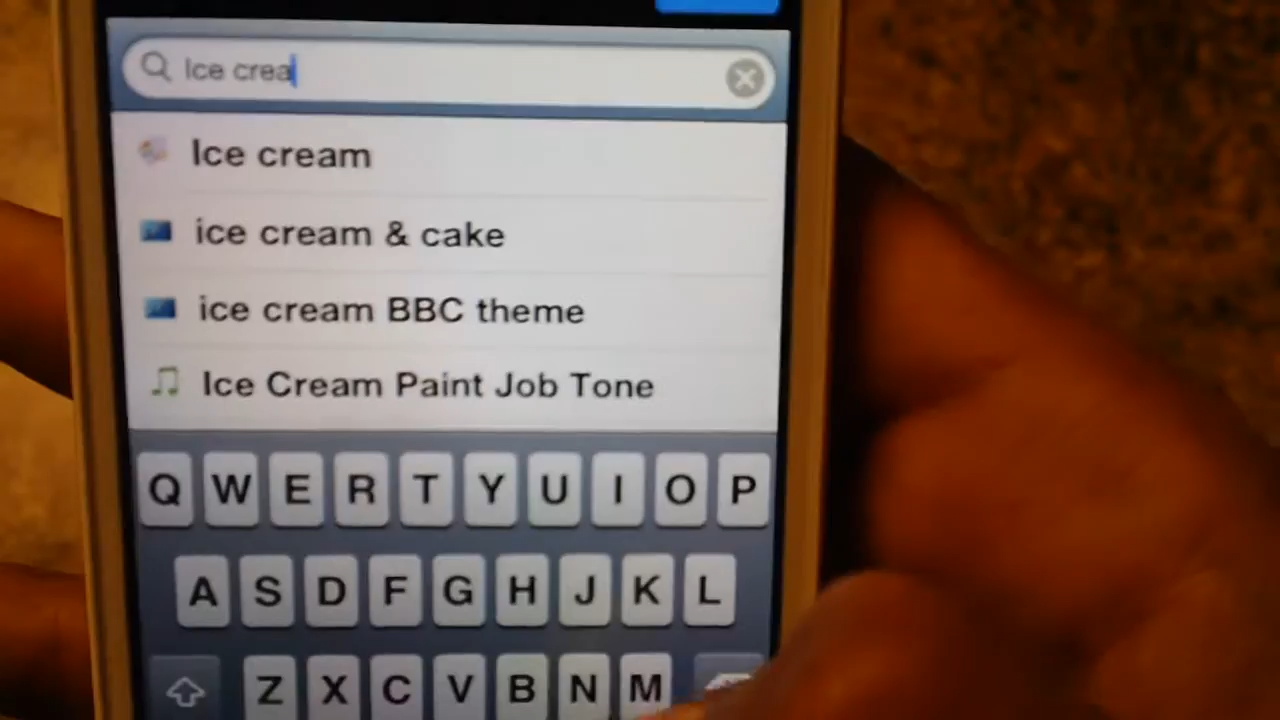 Ice crea
Ice cream
ice cream & cake
ice cream BBC theme
Ice Cream Paint Job Tone
Q W E R T Y U I O P
A S D F G H J K L
Z X C V B N M